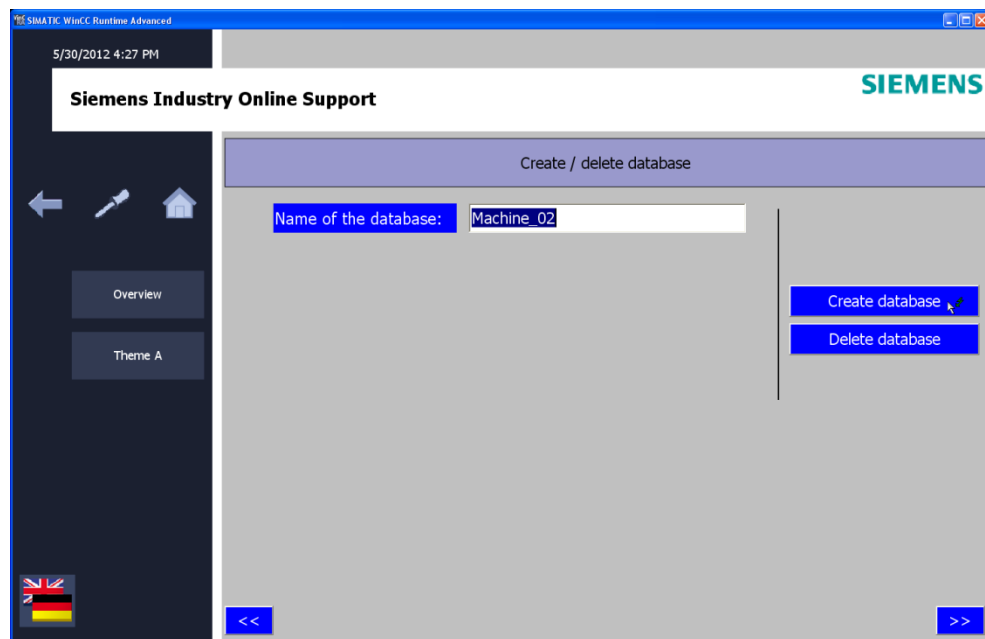 SIMATIC WinCC Runtime Advanced
5/30/2012 4:27 PM
SIEMENS
Siemens Industry Online Support
Create / delete database
Name of the database: Machine_02
Overview
Create database
Delete database
Theme A
<< >>